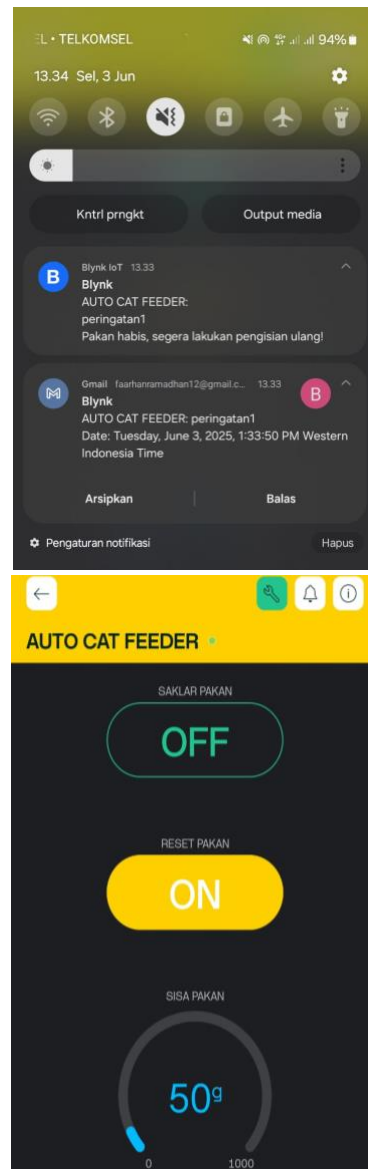 EL • TELKOMSEL 94%
13.34 Sel, 3 Jun
Kntrl prngkt Output media
B Blynk IoT 13.33
Blynk
AUTO CAT FEEDER:
peringatan1
Pakan habis, segera lakukan pengisian ulang!
Gmail faarhanramadhan12@gmail.c... 13.33 B
Blynk
AUTO CAT FEEDER: peringatan1
Date: Tuesday, June 3, 2025, 1:33:50 PM Western
Indonesia Time
Arsipkan Balas
Pengaturan notifikasi Hapus
AUTO CAT FEEDER
SAKLAR PAKAN
OFF
RESET PAKAN
ON
SISA PAKAN
50g
0 1000